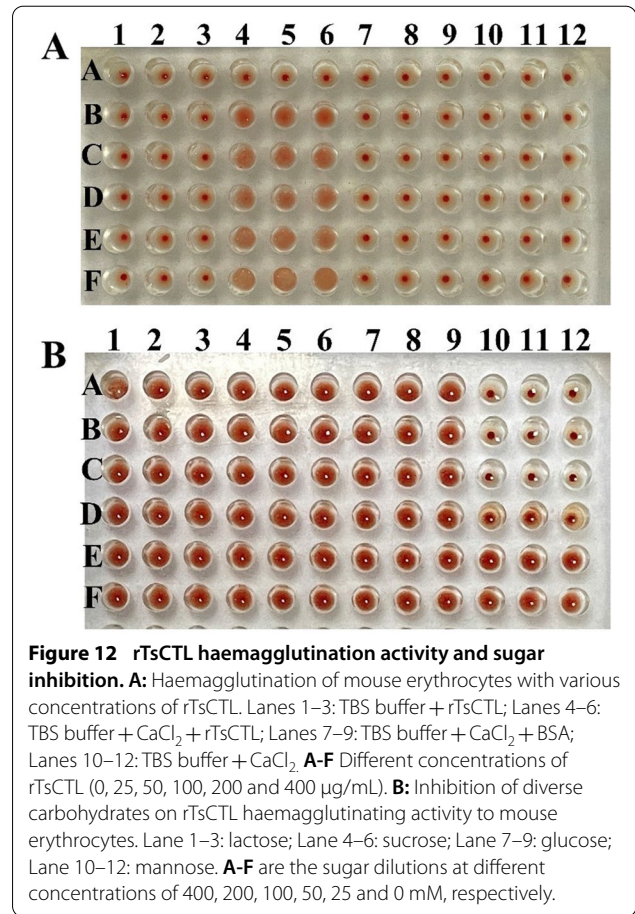 A
1 2 3 4 5 6 7 8 9 10 11 12
A
B
C
D
E
F
B
1 2 3 4 5 6 7 8 9 10 11 12
A
B
C
D
E
F
Figure 12 rTsCTL haemagglutination activity and sugar
inhibition. A: Haemagglutination of mouse erythrocytes with various
concentrations of rTsCTL. Lanes 1–3: TBS buffer + rTsCTL; Lanes 4–6:
TBS buffer + CaCl₂ + rTsCTL; Lanes 7–9: TBS buffer + CaCl₂ + BSA;
Lanes 10–12: TBS buffer + CaCl₂. A-F Different concentrations of
rTsCTL (0, 25, 50, 100, 200 and 400 µg/mL). B: Inhibition of diverse
carbohydrates on rTsCTL haemagglutinating activity to mouse
erythrocytes. Lane 1–3: lactose; Lane 4–6: sucrose; Lane 7–9: glucose;
Lane 10–12: mannose. A-F are the sugar dilutions at different
concentrations of 400, 200, 100, 50, 25 and 0 mM, respectively.